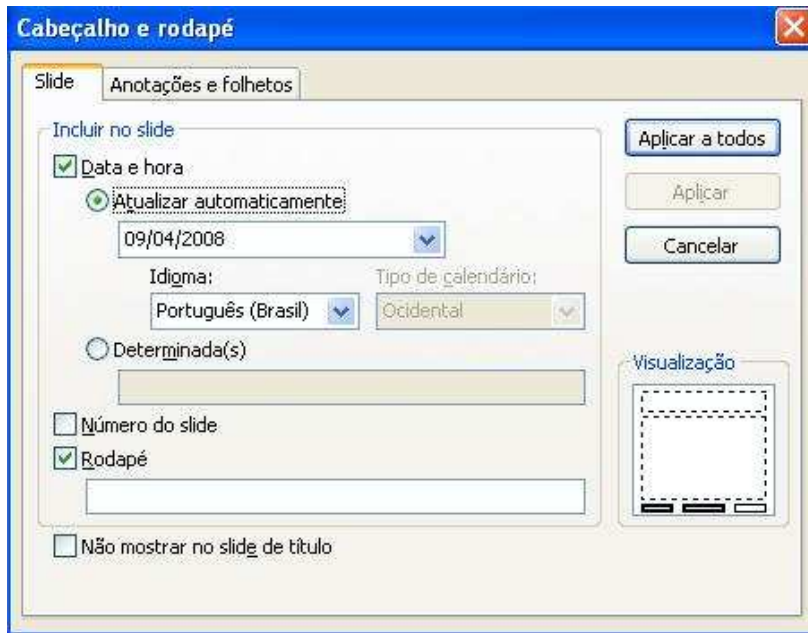 Cabeçalho e rodapé
Slide
Anotações e folhetos
Incluir no slide
Data e hora
Atualizar automaticamente
09/04/2008
Idioma:
Tipo de calendário:
Português (Brasil)
Ocidental
Determinada(s)
Número do slide
Rodapé
Não mostrar no slide de título
Aplicar a todos
Aplicar
Cancelar
Visualização